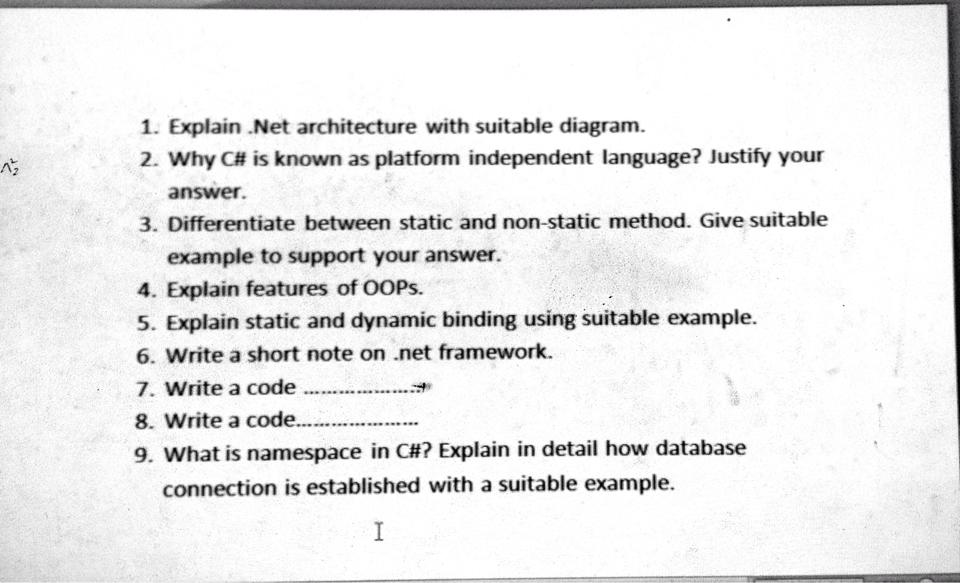 1. Explain .Net architecture with suitable diagram.
2. Why C# is known as platform independent language? Justify your
answer.
3. Differentiate between static and non-static method. Give suitable
example to support your answer.
4. Explain features of OOPs.
5. Explain static and dynamic binding using suitable example.
6. Write a short note on .net framework.
7. Write a code ......................
8. Write a code......................
9. What is namespace in C#? Explain in detail how database
connection is established with a suitable example.